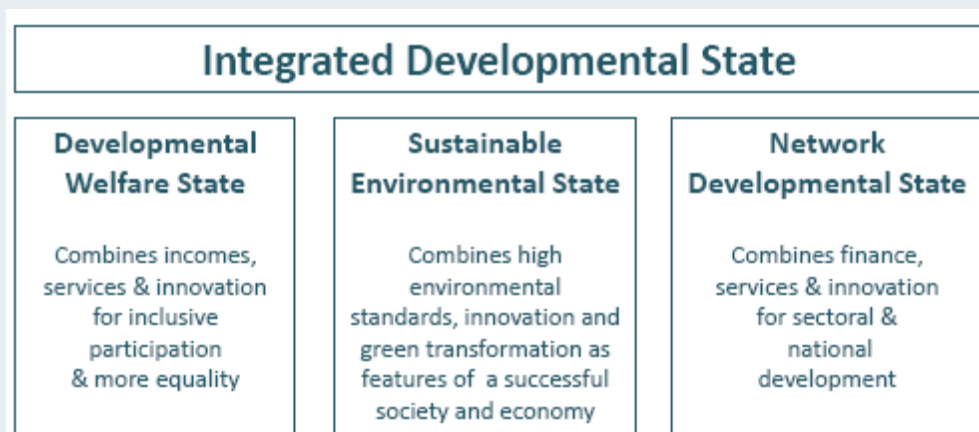 Integrated Developmental State
Developmental
Welfare State
Combines incomes,
services & innovation
for inclusive
participation
& more equality
Sustainable
Environmental State
Combines high
environmental
standards, innovation and
green transformation as
features of a successful
society and economy
Network
Developmental State
Combines finance,
services & innovation
for sectoral &
national
development